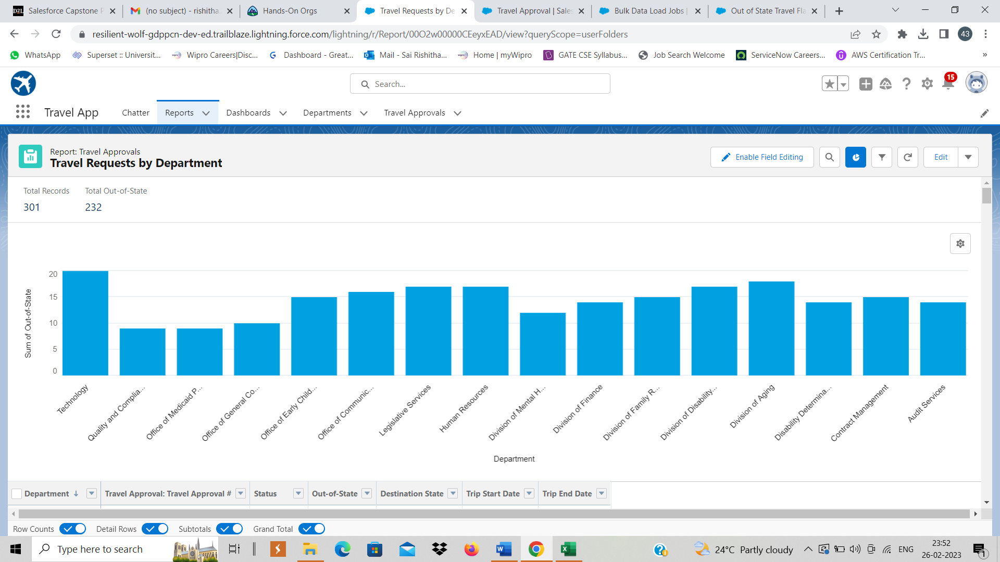 D2L Salesforce Capstone P
(no subject) - rishitha.
Hands-On Orgs
Travel Requests by De
Travel Approval | Sales
Bulk Data Load Jobs |
Out of State Travel Fla
resilient-wolf-gdppcn-dev-ed.trailblaze.lightning.force.com/lightning/r/Report/00O2w00000CEeyxEAD/view?queryScope=userFolders
43
WhatsApp
Superset :: Universit...
Wipro Careers|Disc...
Dashboard - Great...
Mail - Sai Rishitha...
Home | myWipro
GATE CSE Syllabus...
Job Search Welcome
ServiceNow Careers...
AWS Certification Tr...
»
Search...
15
Travel App
Chatter
Reports
Dashboards
Departments
Travel Approvals
Report: Travel Approvals
Travel Requests by Department
Enable Field Editing
Edit
Total Records
Total Out-of-State
301
232
Sum of Out-of-State
20
15
10
5
0
Technology
Quality and Complia...
Office of Medicaid P...
Office of General Co...
Office of Early Child...
Office of Communic...
Legislative Services
Human Resources
Division of Mental H...
Division of Finance
Division of Family R...
Division of Disability...
Division of Aging
Disability Determina...
Contract Management
Audit Services
Department
Department ↓
Travel Approval: Travel Approval #
Status
Out-of-State
Destination State
Trip Start Date
Trip End Date
Row Counts
Detail Rows
Subtotals
Grand Total
Type here to search
24°C Partly cloudy
ENG
23:52
26-02-2023
1